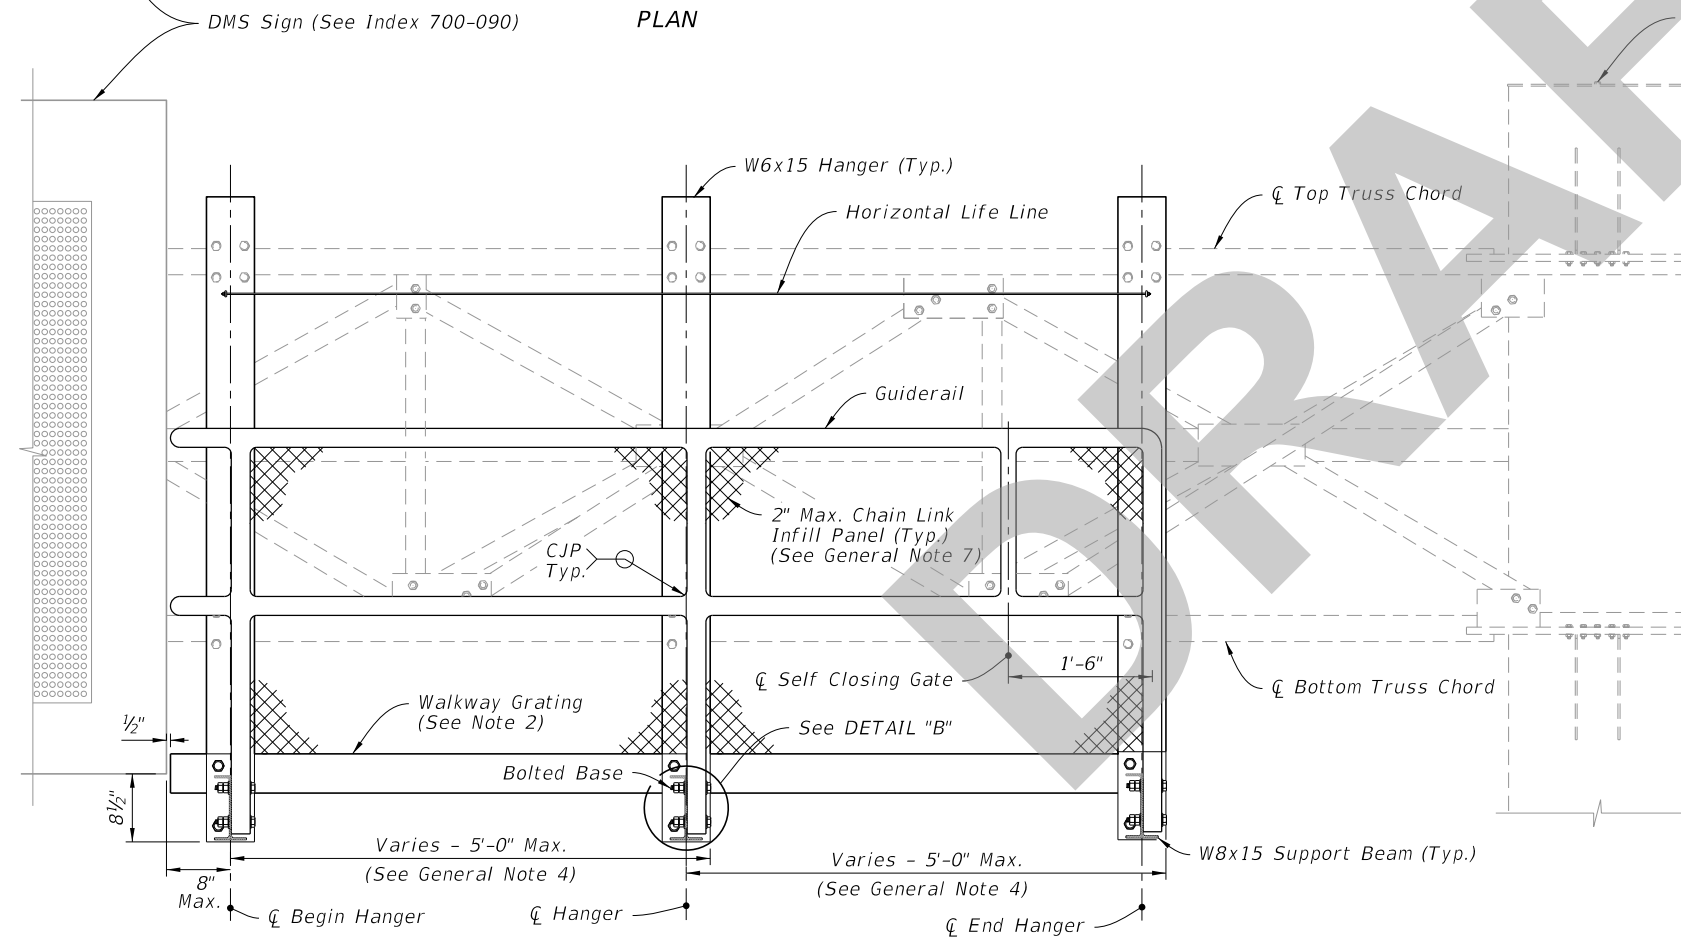 DMS Sign (See Index 700-090)
PLAN
W6x15 Hanger (Typ.)
Horizontal Life Line
℄ Top Truss Chord
Guiderail
2" Max. Chain Link
Infill Panel (Typ.)
(See General Note 7)
CJP
Typ.
℄ Self Closing Gate
1'-6"
℄ Bottom Truss Chord
Walkway Grating
(See Note 2)
½"
See DETAIL "B"
Bolted Base
8½"
Varies - 5'-0" Max.
(See General Note 4)
Varies - 5'-0" Max.
(See General Note 4)
W8x15 Support Beam (Typ.)
8"
Max.
℄ Begin Hanger
℄ Hanger
℄ End Hanger